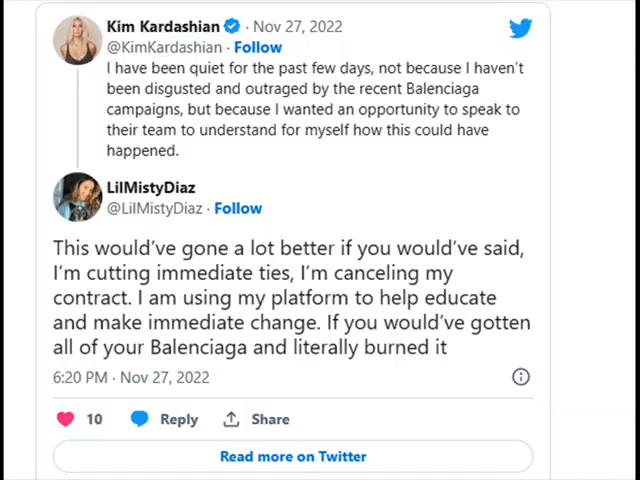 Kim Kardashian · Nov 27, 2022
@KimKardashian · Follow
I have been quiet for the past few days, not because I haven't
been disgusted and outraged by the recent Balenciaga
campaigns, but because I wanted an opportunity to speak to
their team to understand for myself how this could have
happened.
LilMistyDiaz
@LilMistyDiaz · Follow
This would've gone a lot better if you would've said,
I'm cutting immediate ties, I'm canceling my
contract. I am using my platform to help educate
and make immediate change. If you would've gotten
all of your Balenciaga and literally burned it
6:20 PM · Nov 27, 2022
10 Reply Share
Read more on Twitter